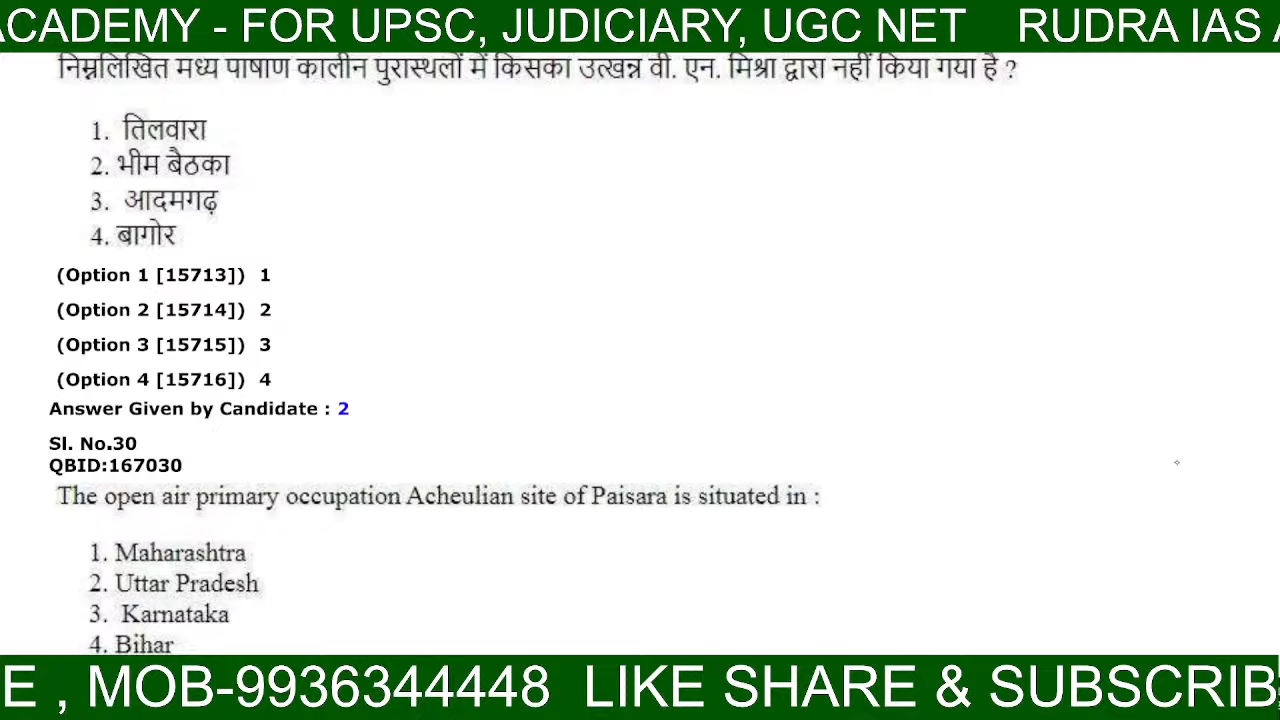 ACADEMY - FOR UPSC, JUDICIARY, UGC NET RUDRA IAS A
निम्नलिखित मध्य पाषाण कालीन पुरास्थलों में किसका उत्खन्न वी. एन. मिश्रा द्वारा नहीं किया गया है ?
1. तिलवारा
2. भीम बैठका
3. आदमगढ़
4. बागोर
(Option 1 [15713]) 1
(Option 2 [15714]) 2
(Option 3 [15715]) 3
(Option 4 [15716]) 4
Answer Given by Candidate : 2
Sl. No.30
QBID:167030
The open air primary occupation Acheulian site of Paisara is situated in :
1. Maharashtra
2. Uttar Pradesh
3. Karnataka
4. Bihar
E , MOB-9936344448 LIKE SHARE & SUBSCRIB